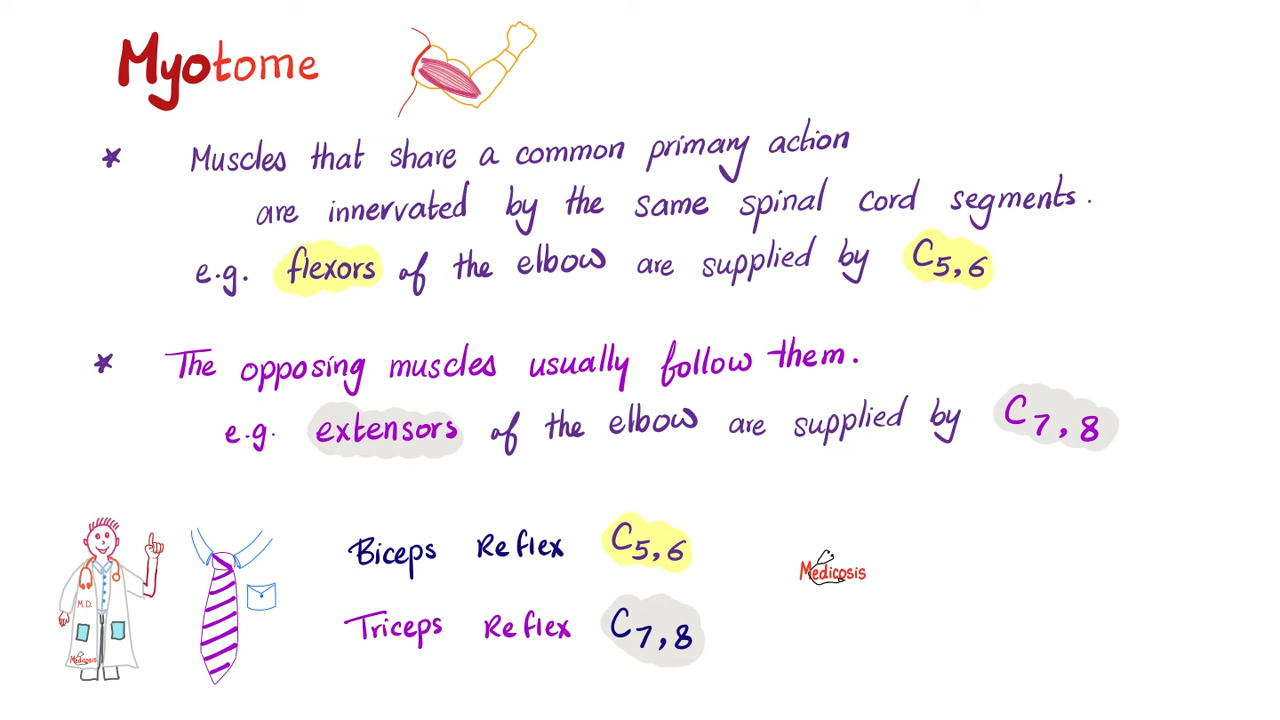 Myotome
* Muscles that share a common primary action
are innervated by the same spinal cord segments.
e.g. flexors of the elbow are supplied by C5,6
* The opposing muscles usually follow them.
e.g. extensors of the elbow are supplied by C7,8
Biceps Reflex C5,6
Triceps Reflex C7,8
M.D.
Medicosis
Medicosis